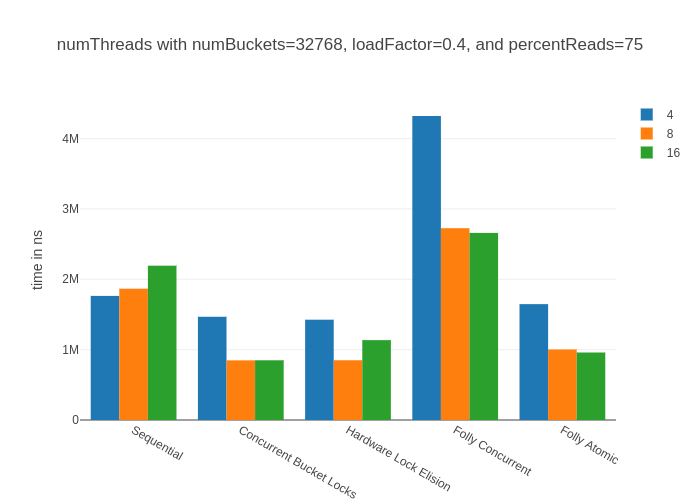 numThreads with numBuckets=32768, loadFactor=0.4, and percentReads=75
4
8
16
4M
3M
2M
1M
0
time in ns
Sequential
Concurrent Bucket Locks
Hardware Lock Elision
Folly Concurrent
Folly Atomic